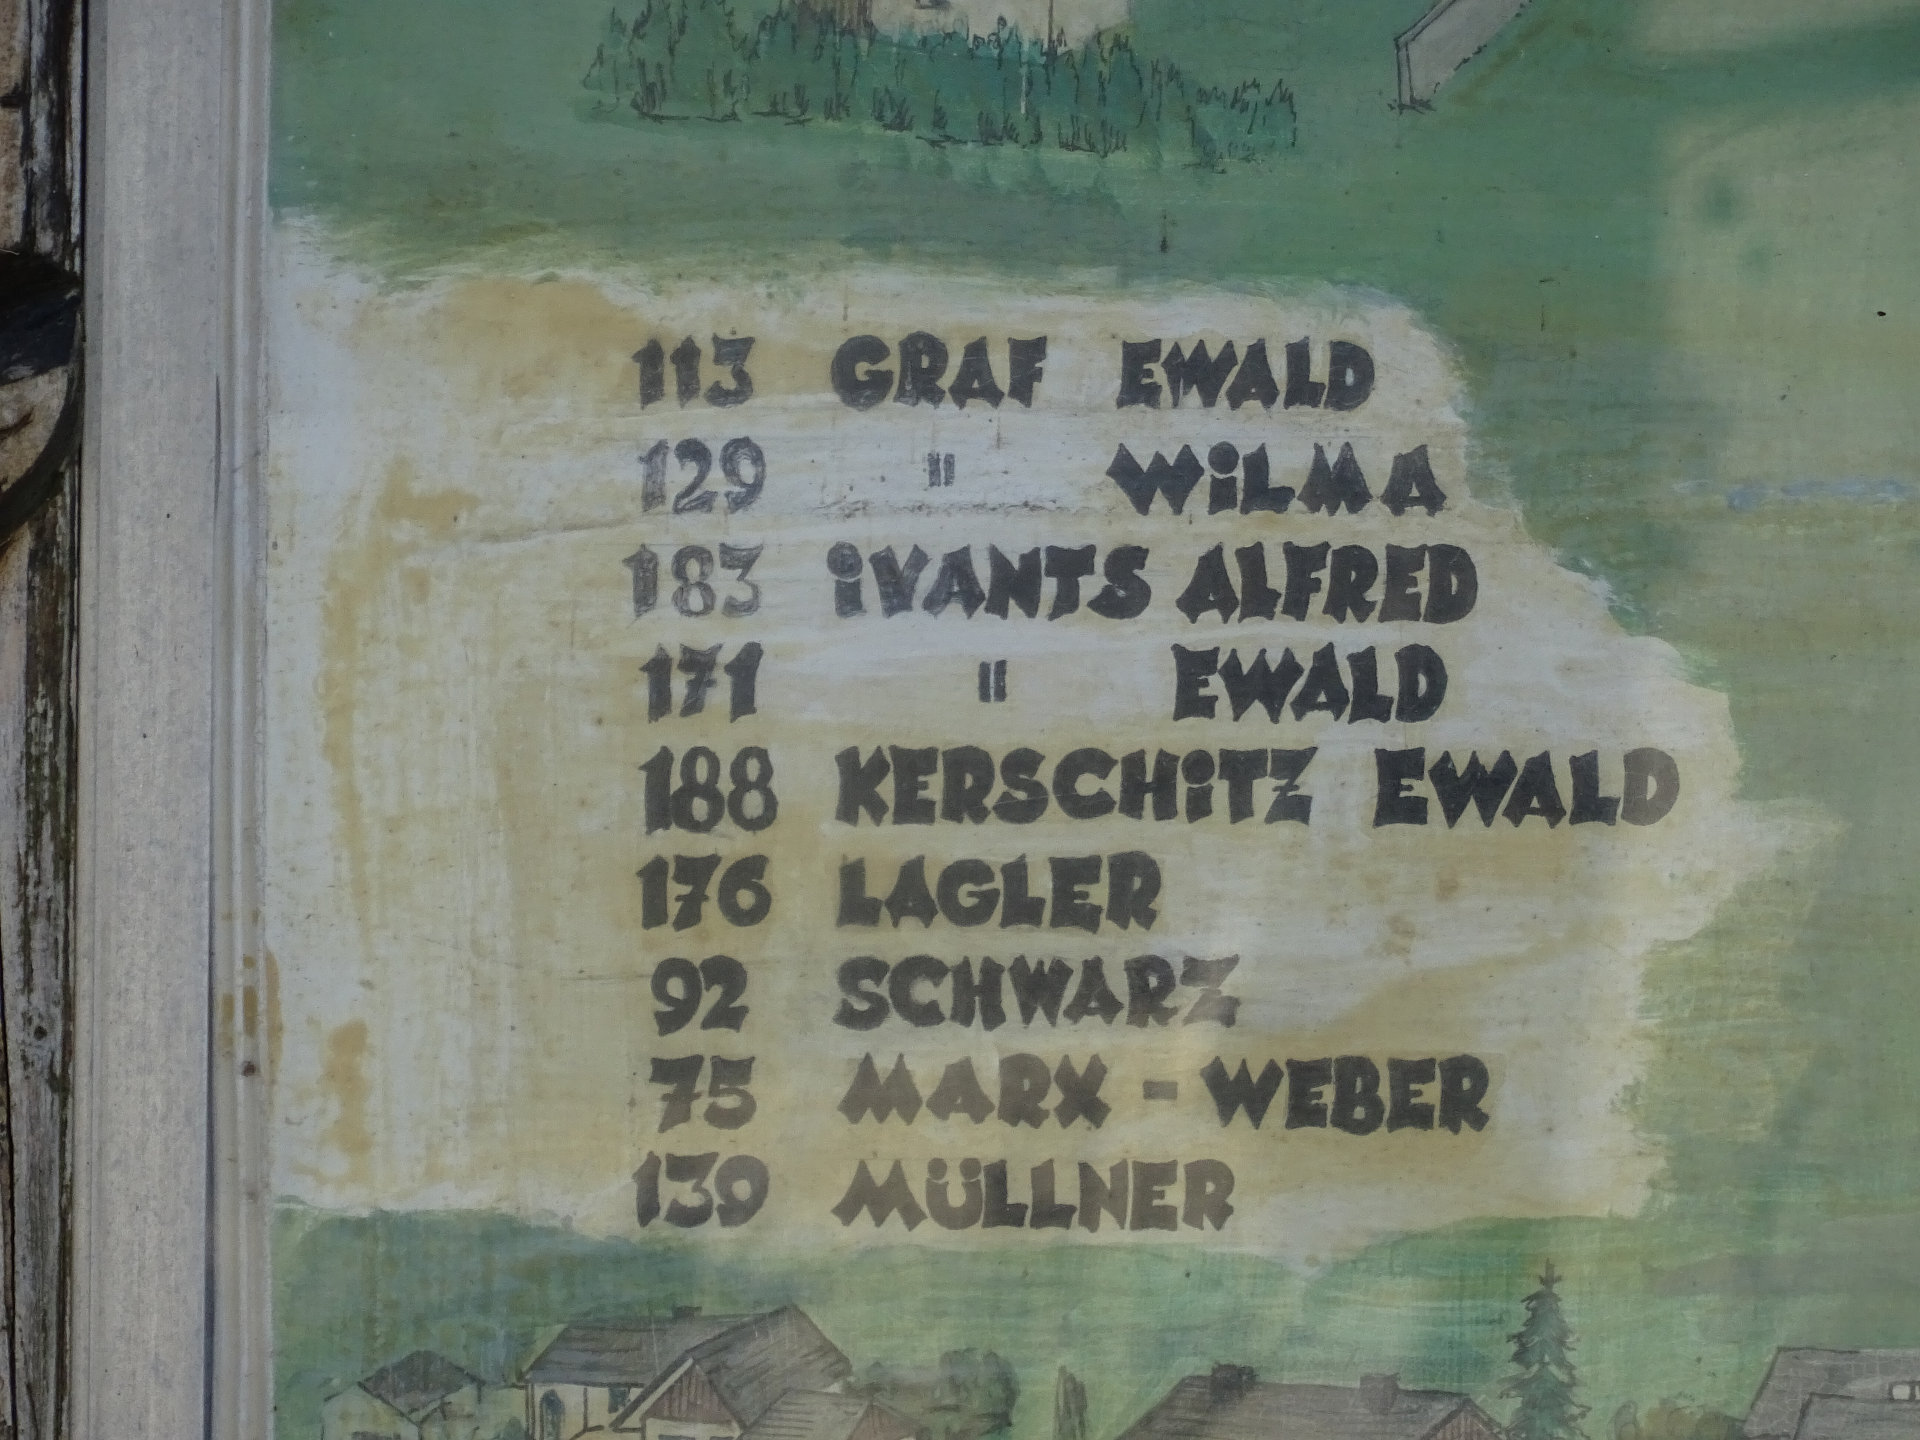 113 GRAF EWALD
129 " WiLMA
183 iVANTS ALFRED
171 " EWALD
188 KERSCHiTZ EWALD
176 LAGLER
92 SCHWARZ
75 MARX - WEBER
139 MÜLLNER